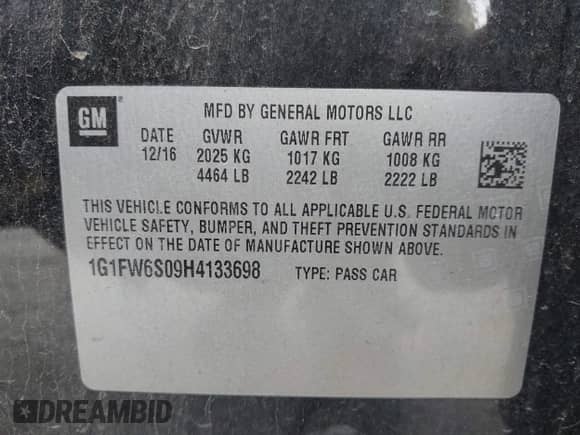 GM
MFD BY GENERAL MOTORS LLC
DATE GVWR GAWR FRT GAWR RR
12/16 2025 KG 1017 KG 1008 KG
4464 LB 2242 LB 2222 LB
THIS VEHICLE CONFORMS TO ALL APPLICABLE U.S. FEDERAL MOTOR
VEHICLE SAFETY, BUMPER, AND THEFT PREVENTION STANDARDS IN
EFFECT ON THE DATE OF MANUFACTURE SHOWN ABOVE.
1G1FW6S09H4133698 TYPE: PASS CAR
DREAMBID